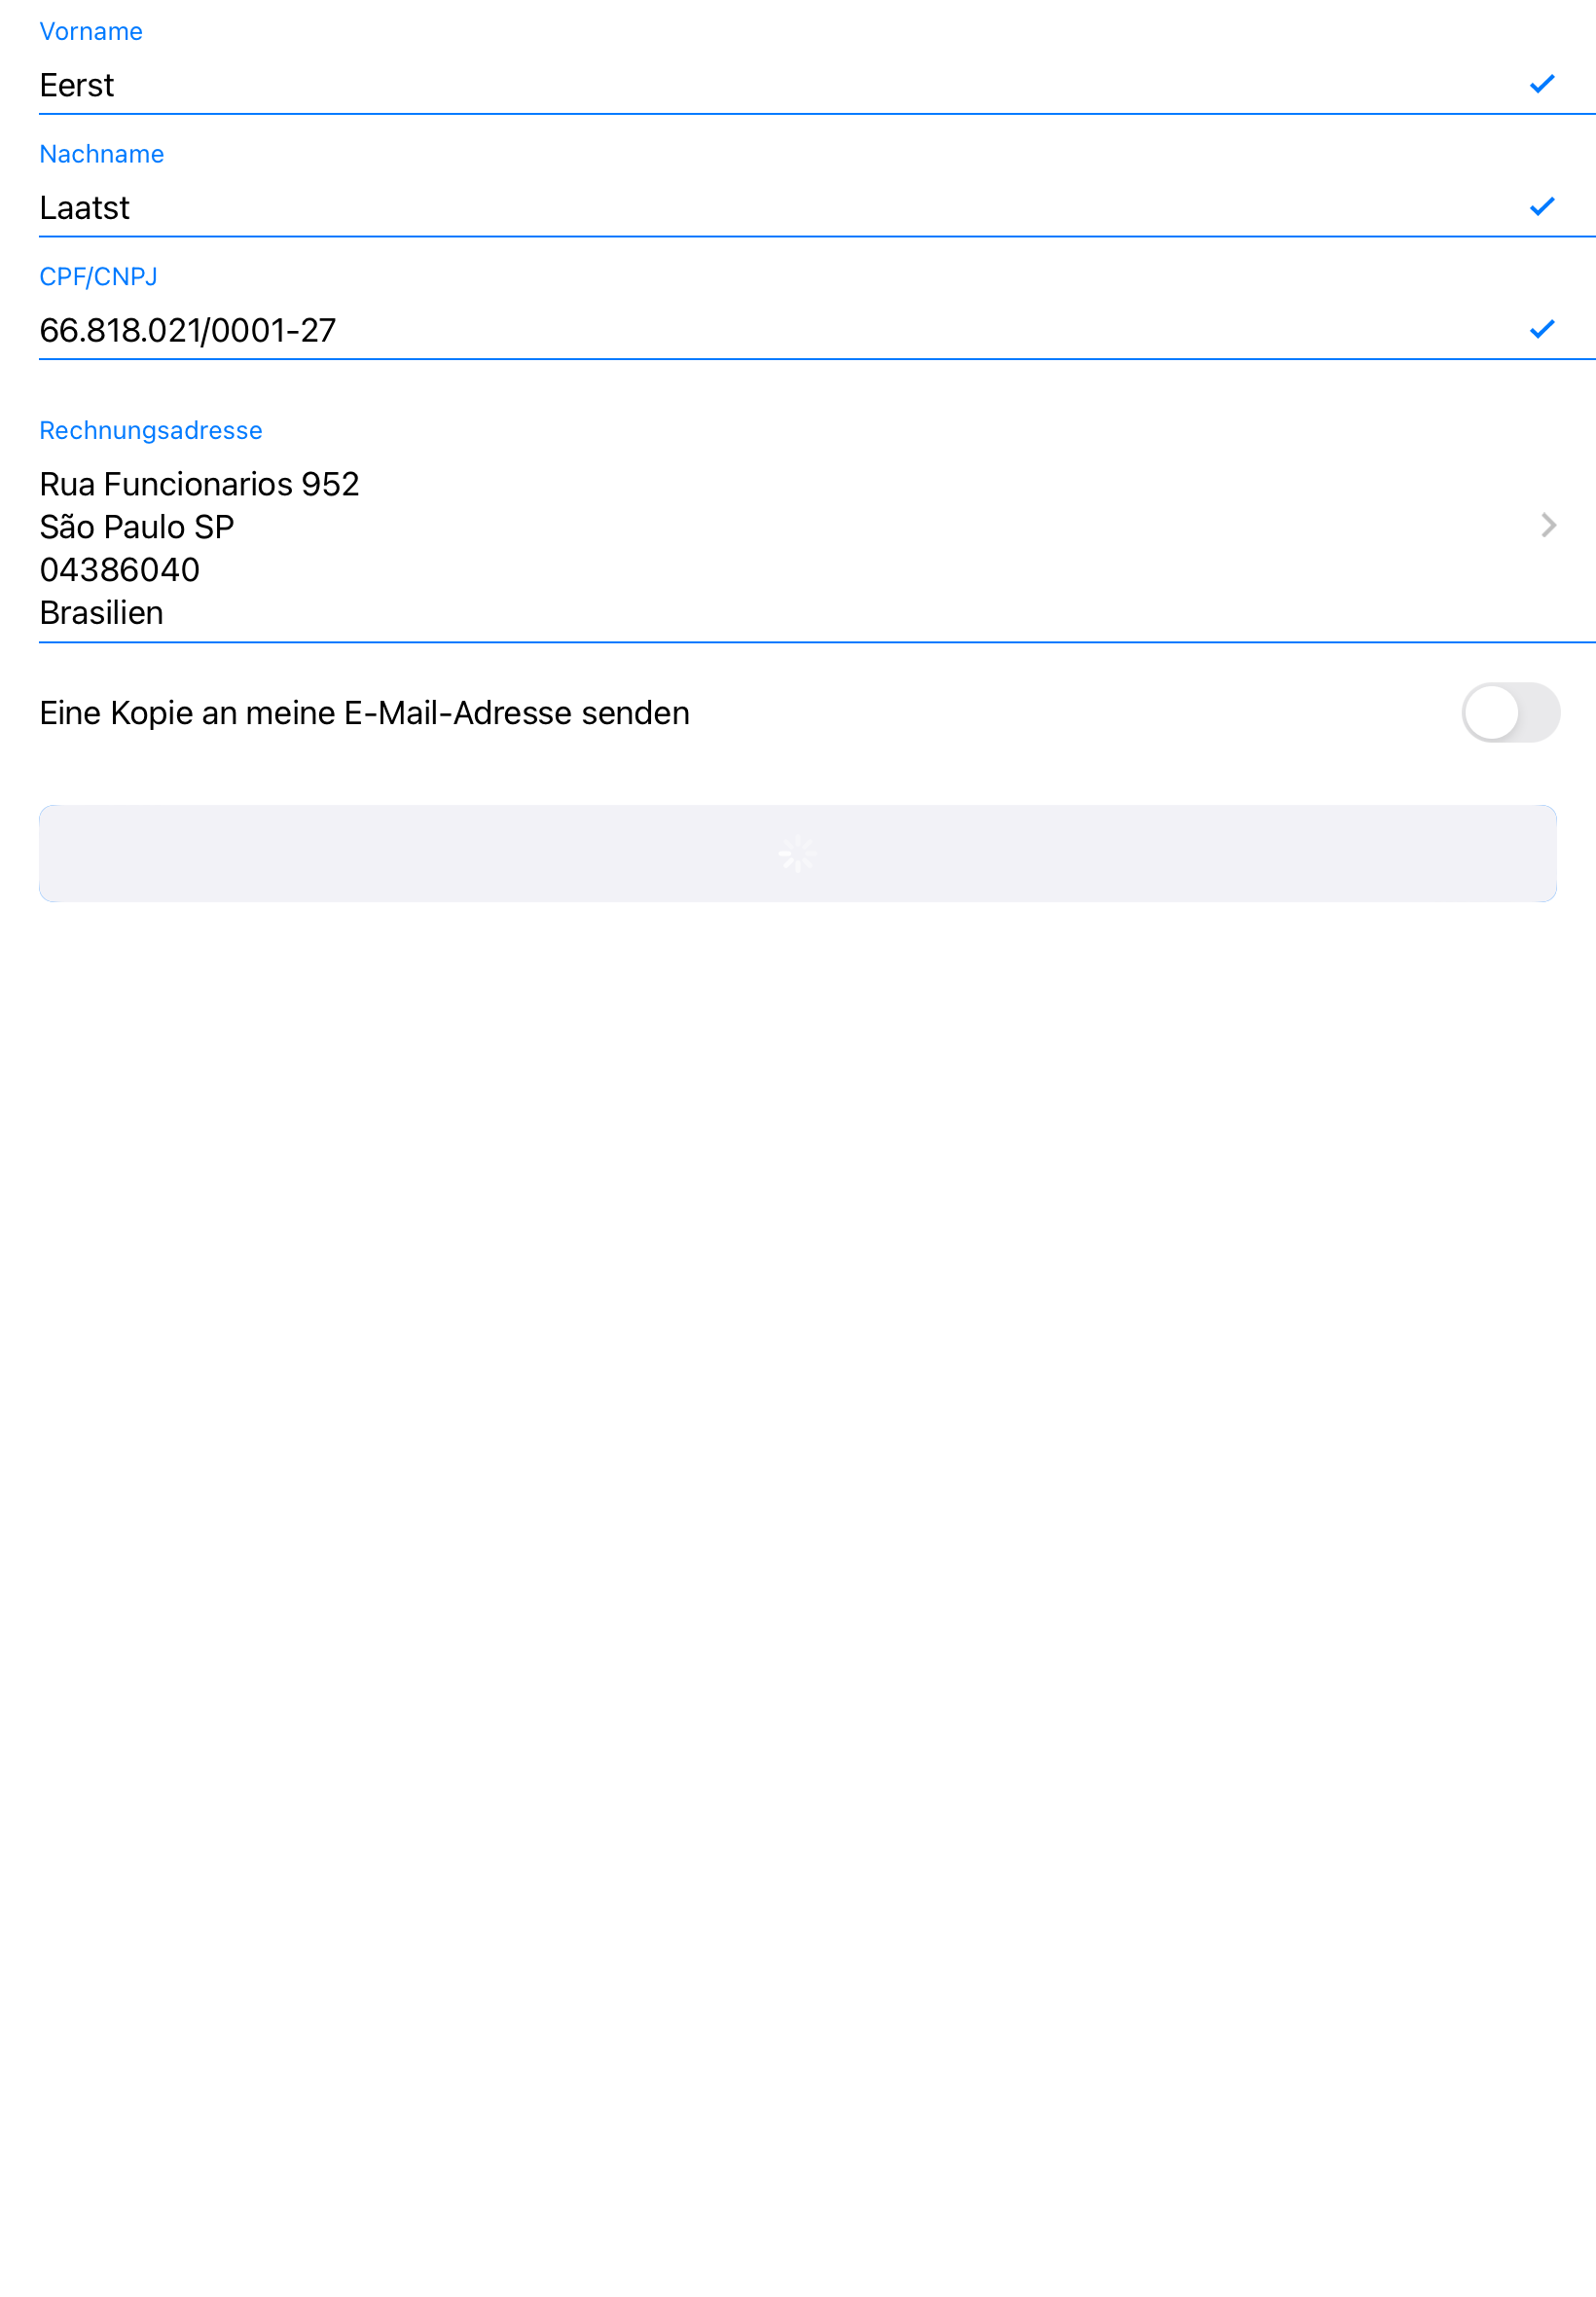 Vorname
Eerst
Nachname
Laatst
CPF/CNPJ
66.818.021/0001-27
Rechnungsadresse
Rua Funcionarios 952
São Paulo SP
04386040
Brasilien
Eine Kopie an meine E-Mail-Adresse senden